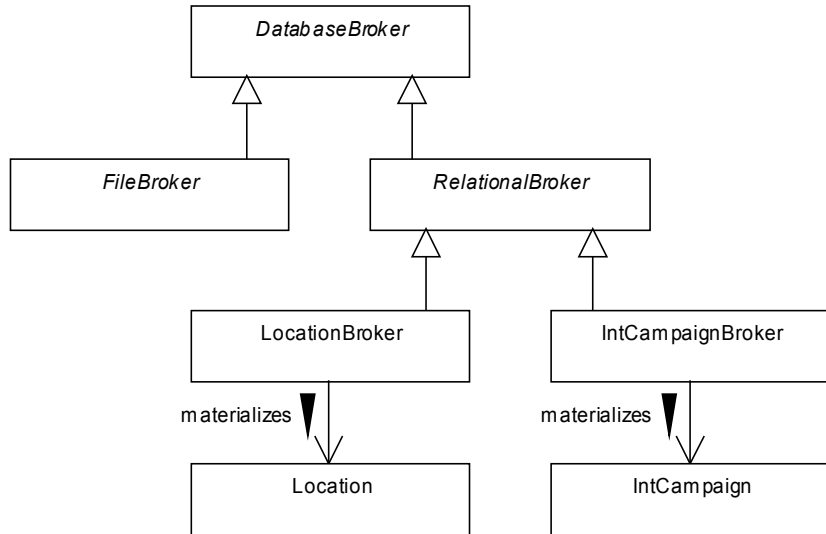 DatabaseBroker
FileBroker
RelationalBroker
LocationBroker
IntCampaignBroker
materializes
materializes
Location
IntCampaign